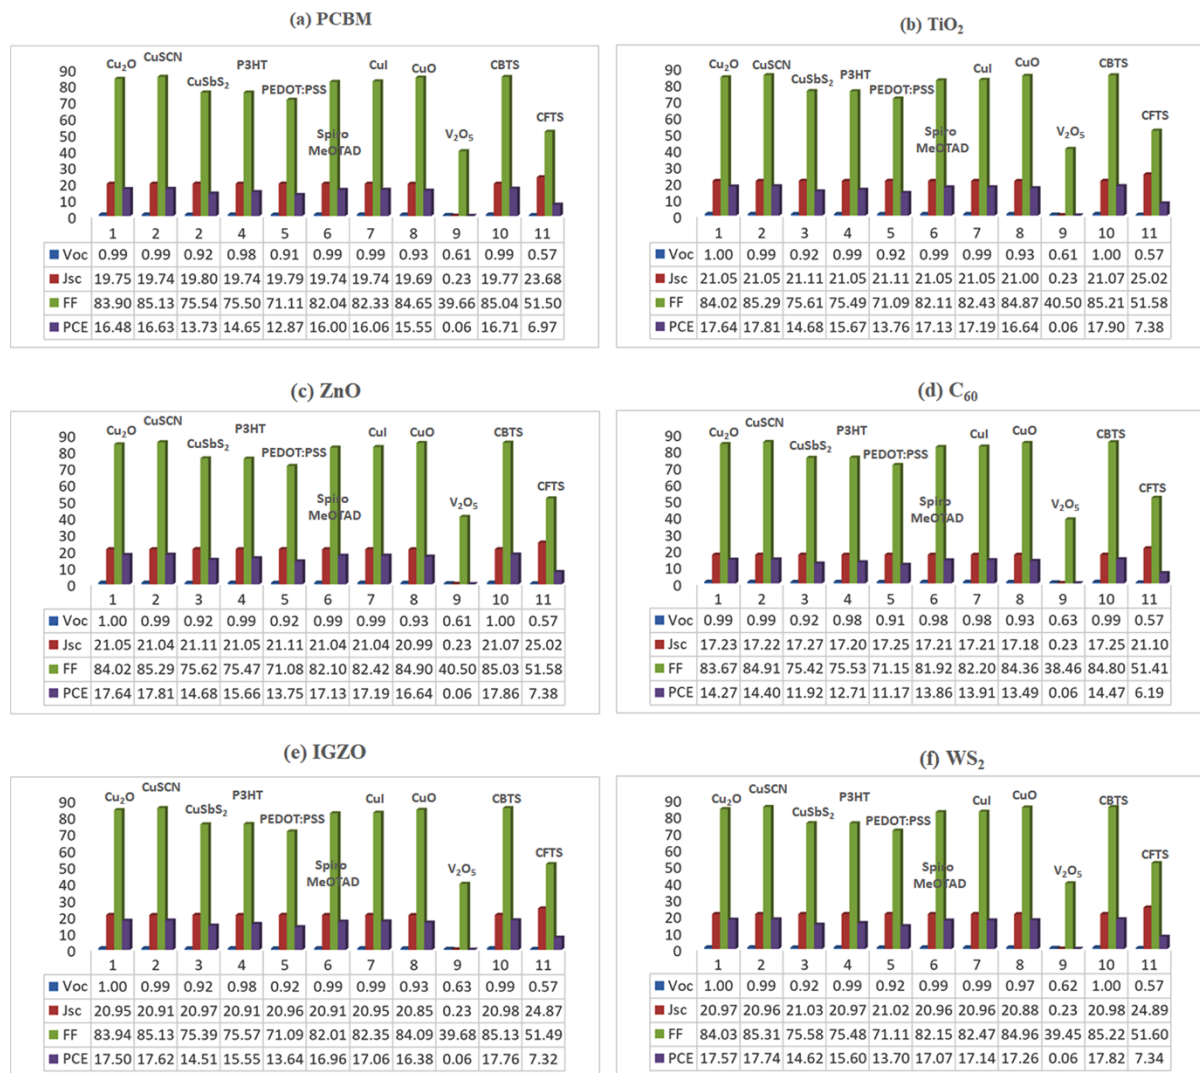 (a) PCBM
Cu₂O CuSCN CuSbS₂ P3HT PEDOT:PSS Spiro MeOTAD CuI CuO V₂O₅ CBTS CFTS
90
80
70
60
50
40
30
20
10
0
1 2 2 4 5 6 7 8 9 10 11
Voc 0.99 0.99 0.92 0.98 0.91 0.99 0.99 0.93 0.61 0.99 0.57
Jsc 19.75 19.74 19.80 19.74 19.79 19.74 19.74 19.69 0.23 19.77 23.68
FF 83.90 85.13 75.54 75.50 71.11 82.04 82.33 84.65 39.66 85.04 51.50
PCE 16.48 16.63 13.73 14.65 12.87 16.00 16.06 15.55 0.06 16.71 6.97
(b) TiO₂
Cu₂O CuSCN CuSbS₂ P3HT PEDOT:PSS Spiro MeOTAD CuI CuO V₂O₅ CBTS CFTS
90
80
70
60
50
40
30
20
10
0
1 2 3 4 5 6 7 8 9 10 11
Voc 1.00 0.99 0.92 0.99 0.92 0.99 0.99 0.93 0.61 1.00 0.57
Jsc 21.05 21.05 21.11 21.05 21.11 21.05 21.05 21.00 0.23 21.07 25.02
FF 84.02 85.29 75.61 75.49 71.09 82.11 82.43 84.87 40.50 85.21 51.58
PCE 17.64 17.81 14.68 15.67 13.76 17.13 17.19 16.64 0.06 17.90 7.38
(c) ZnO
Cu₂O CuSCN CuSbS₂ P3HT PEDOT:PSS Spiro MeOTAD CuI CuO V₂O₅ CBTS CFTS
90
80
70
60
50
40
30
20
10
0
1 2 3 4 5 6 7 8 9 10 11
Voc 1.00 0.99 0.92 0.99 0.92 0.99 0.99 0.93 0.61 1.00 0.57
Jsc 21.05 21.04 21.11 21.05 21.11 21.04 21.04 20.99 0.23 21.07 25.02
FF 84.02 85.29 75.62 75.47 71.08 82.10 82.42 84.90 40.50 85.03 51.58
PCE 17.64 17.81 14.68 15.66 13.75 17.13 17.19 16.64 0.06 17.86 7.38
(d) C₆₀
Cu₂O CuSCN CuSbS₂ P3HT PEDOT:PSS Spiro MeOTAD CuI CuO V₂O₅ CBTS CFTS
90
80
70
60
50
40
30
20
10
0
1 2 3 4 5 6 7 8 9 10 11
Voc 0.99 0.99 0.92 0.98 0.91 0.98 0.98 0.93 0.63 0.99 0.57
Jsc 17.23 17.22 17.27 17.20 17.25 17.21 17.21 17.18 0.23 17.25 21.10
FF 83.67 84.91 75.42 75.53 71.15 81.92 82.20 84.36 38.46 84.80 51.41
PCE 14.27 14.40 11.92 12.71 11.17 13.86 13.91 13.49 0.06 14.47 6.19
(e) IGZO
Cu₂O CuSCN CuSbS₂ P3HT PEDOT:PSS Spiro MeOTAD CuI CuO V₂O₅ CBTS CFTS
90
80
70
60
50
40
30
20
10
0
1 2 3 4 5 6 7 8 9 10 11
Voc 1.00 0.99 0.92 0.98 0.92 0.99 0.99 0.93 0.63 0.99 0.57
Jsc 20.95 20.91 20.97 20.91 20.96 20.91 20.95 20.85 0.23 20.98 24.87
FF 83.94 85.13 75.39 75.57 71.09 82.01 82.35 84.09 39.68 85.13 51.49
PCE 17.50 17.62 14.51 15.55 13.64 16.96 17.06 16.38 0.06 17.76 7.32
(f) WS₂
Cu₂O CuSCN CuSbS₂ P3HT PEDOT:PSS Spiro MeOTAD CuI CuO V₂O₅ CBTS CFTS
90
80
70
60
50
40
30
20
10
0
1 2 3 4 5 6 7 8 9 10 11
Voc 1.00 0.99 0.92 0.99 0.92 0.99 0.99 0.97 0.62 1.00 0.57
Jsc 20.97 20.96 21.03 20.97 21.02 20.96 20.96 20.88 0.23 20.98 24.89
FF 84.03 85.31 75.58 75.48 71.11 82.15 82.47 84.96 39.45 85.22 51.60
PCE 17.57 17.74 14.62 15.60 13.70 17.07 17.14 17.26 0.06 17.82 7.34